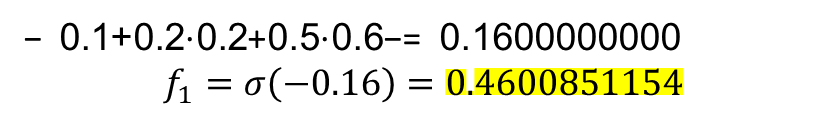 − 0.1+0.2·0.2+0.5·0.6−= 0.1600000000
f₁ = σ(−0.16) = 0.4600851154